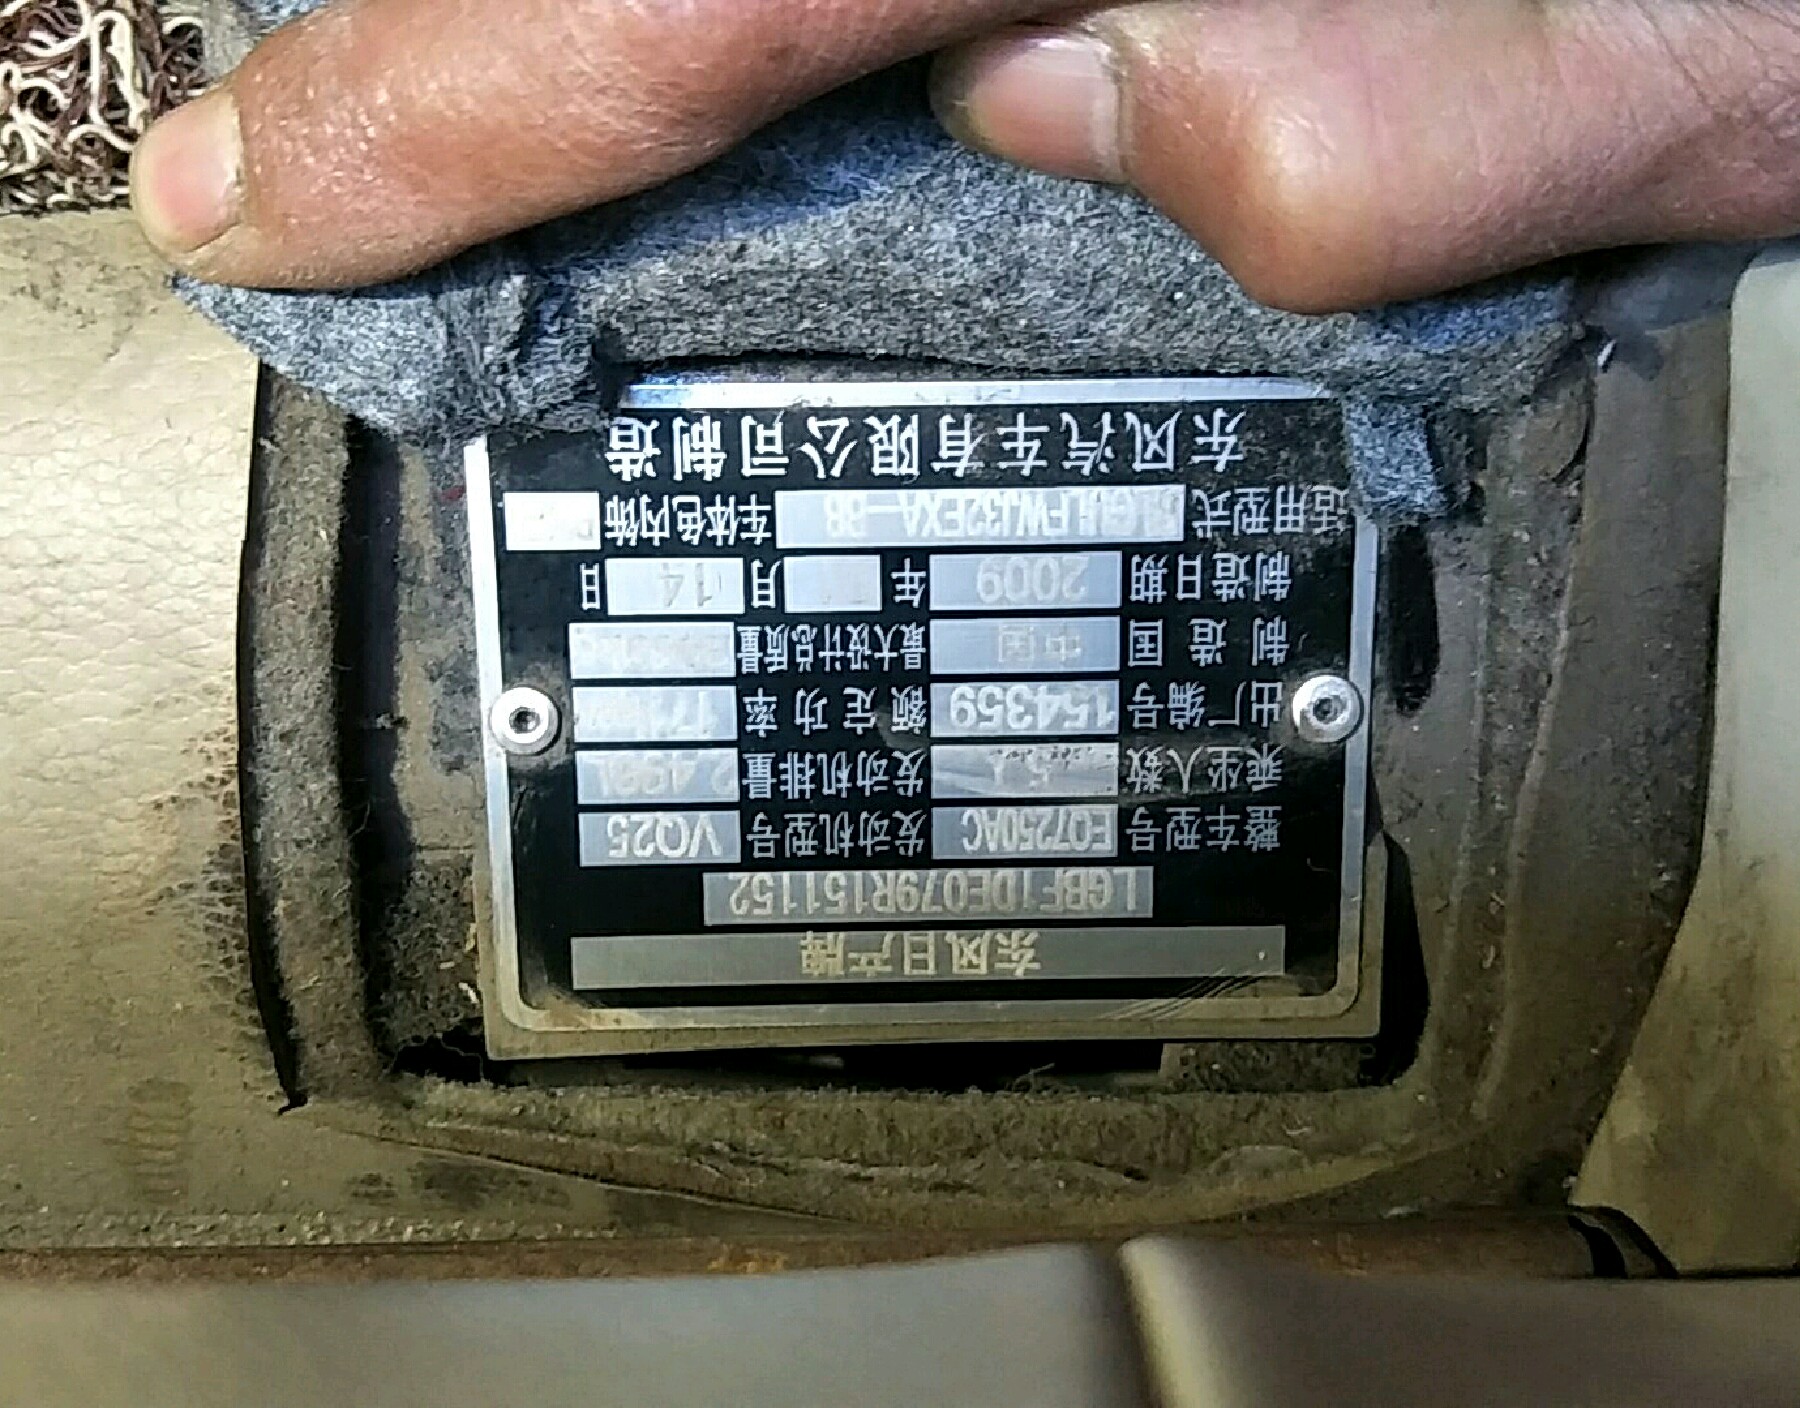 东风日产牌
LGBF1DE079R151152
整车型号 EQ7250AC 发动机型号 VQ25
乘坐人数 5人 发动机排量
出厂编号 154359 额定功率
制造国 中国 最大设计总质量
制造日期 2009 年 月 14 日
适用型式 车体色内饰
东风汽车有限公司制造